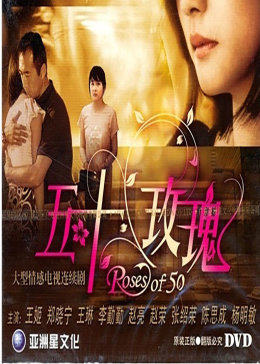 五十玫瑰
Roses of 50
大型情感电视连续剧
主演:王姬 郑晓宁 王琳 李勤勤 赵亮 赵荣 张绍荣 陈思成 杨明敏
亚洲星文化
原装正版●翻版必究 DVD